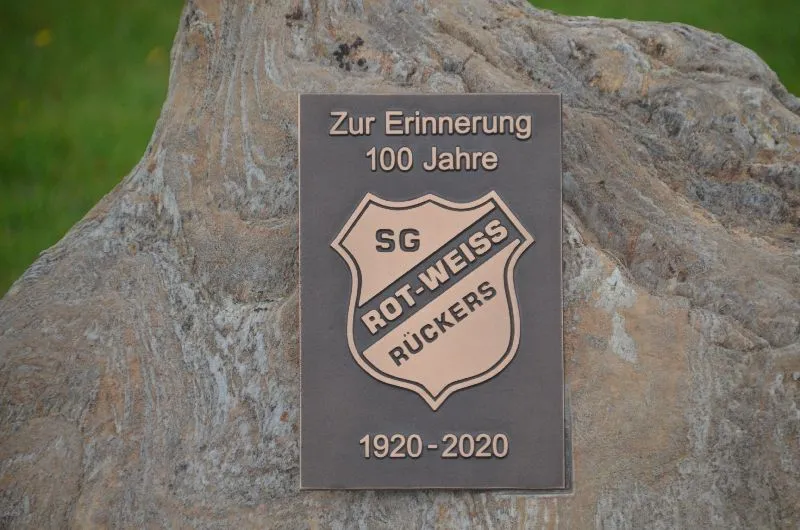 Zur Erinnerung
100 Jahre
SG
ROT-WEISS
RÜCKERS
1920-2020